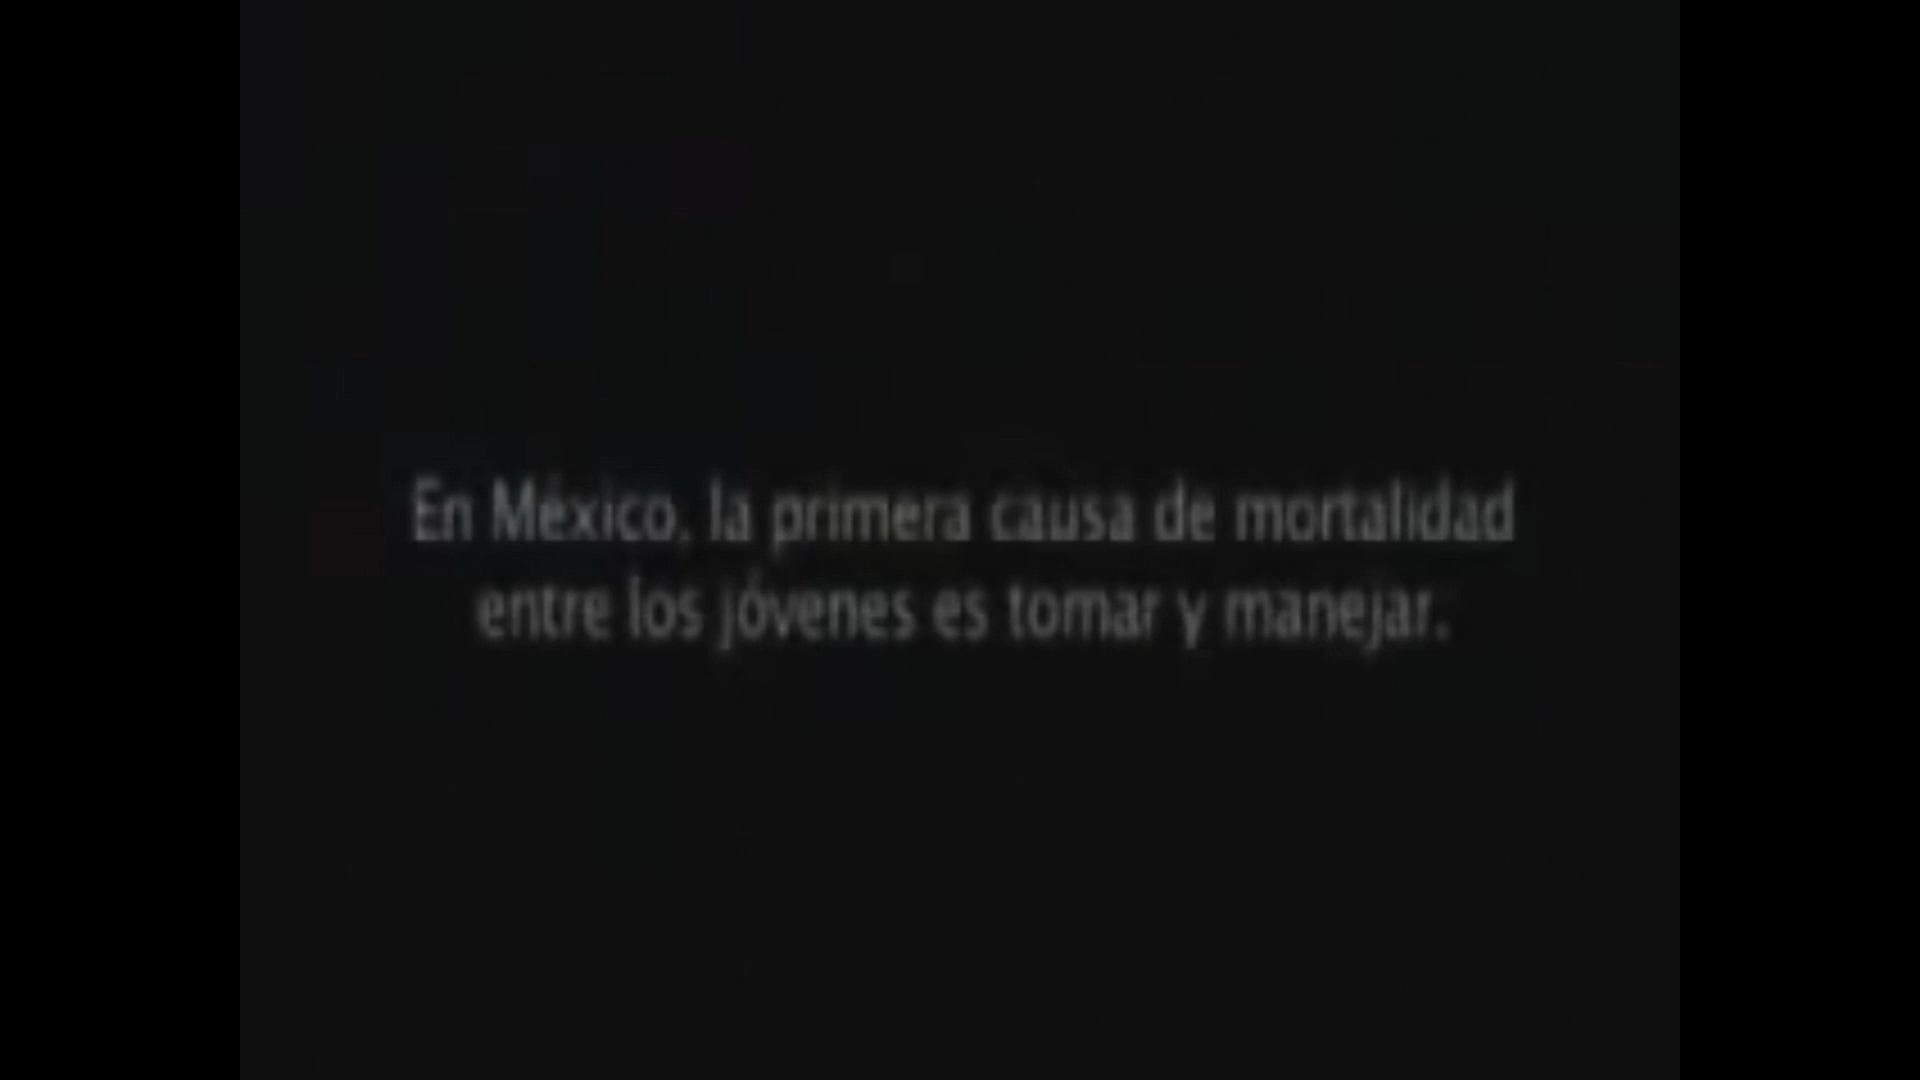 En México, la primera causa de mortalidad
entre los jóvenes es tomar y manejar.